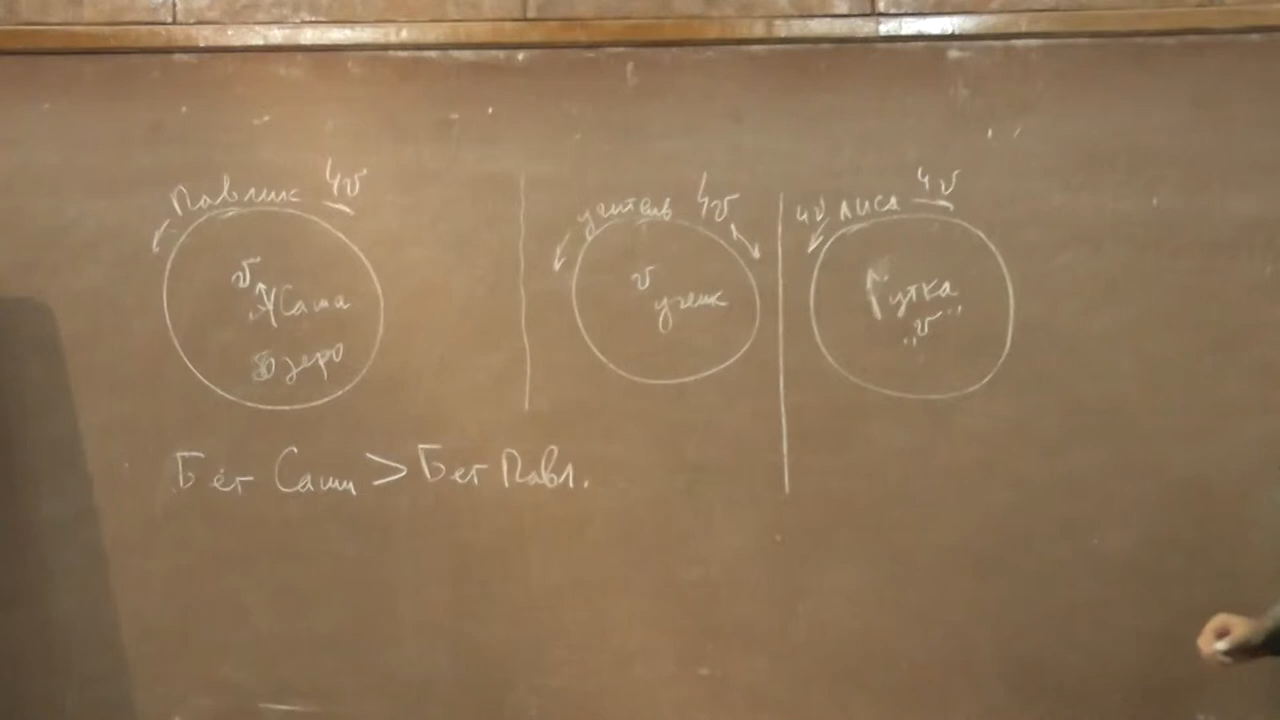 Павлик 4v
v
Саша
Озеро
учитель 4v
v
ученик
4v лиса 4v
утка
"v"
Бег Саши > Бег Павл.